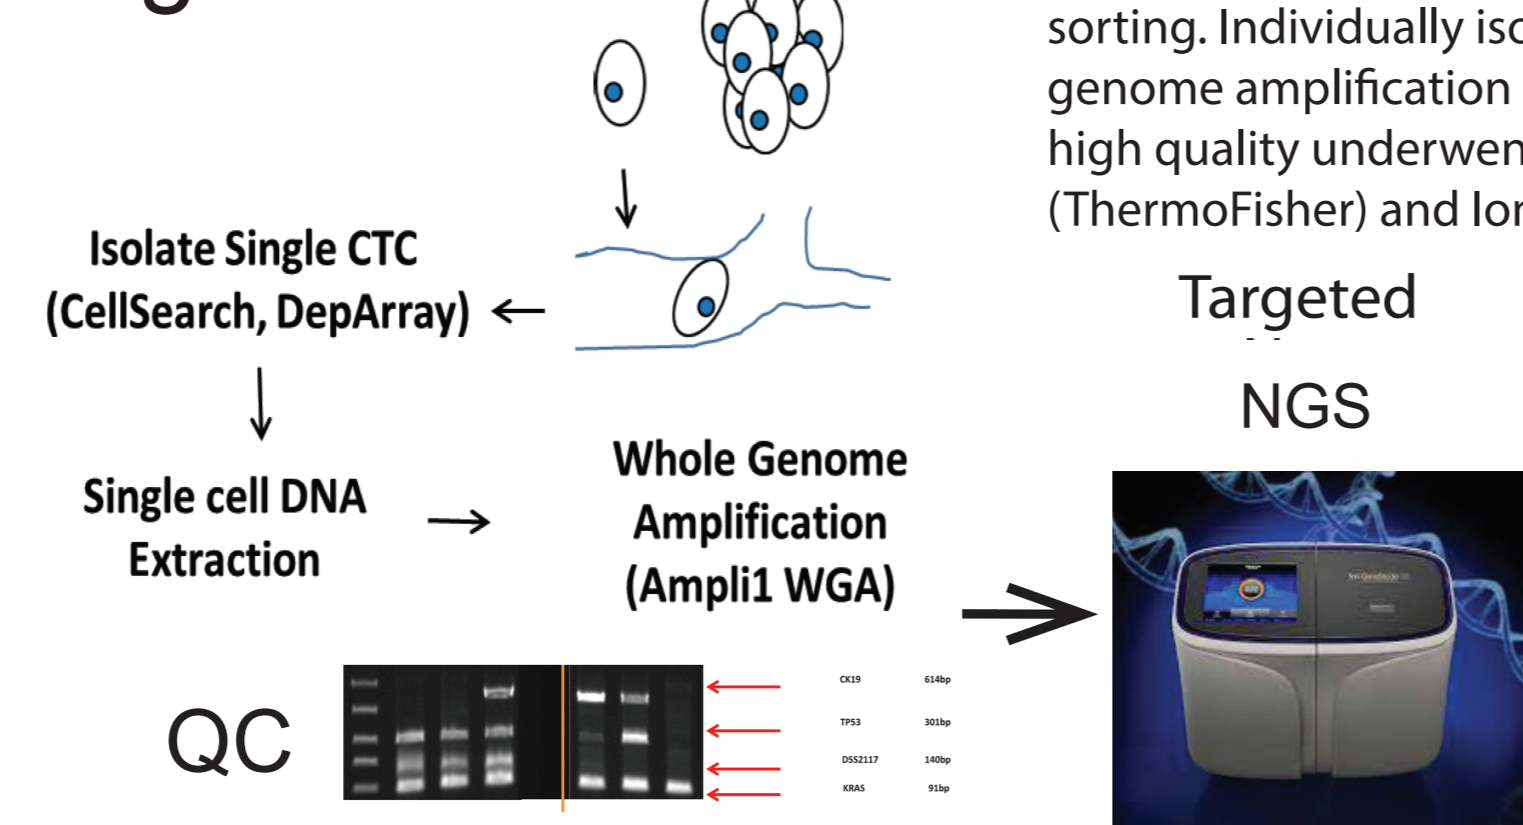 g
sorting. Individually iso
genome amplification
high quality underwen
(ThermoFisher) and Ion
Isolate Single CTC
(CellSearch, DepArray)
Targeted
NGS
Single cell DNA
Extraction
Whole Genome
Amplification
(Ampli1 WGA)
QC
CK19 614bp
TP53 301bp
D5S2117 140bp
KRAS 91bp